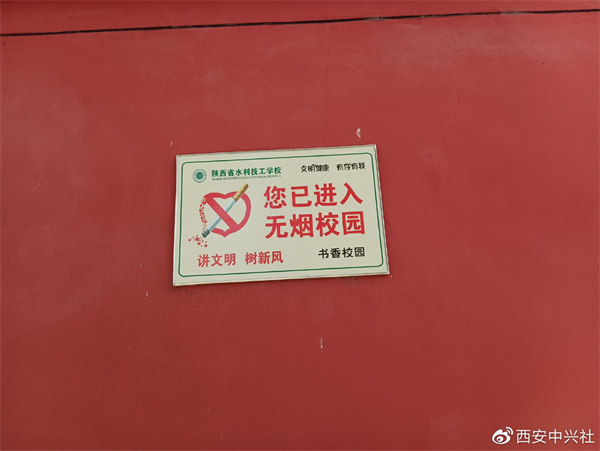 陕西省水利技工学校
文明健康 有你有我
您已进入
无烟校园
讲文明 树新风
书香校园
西安中兴社